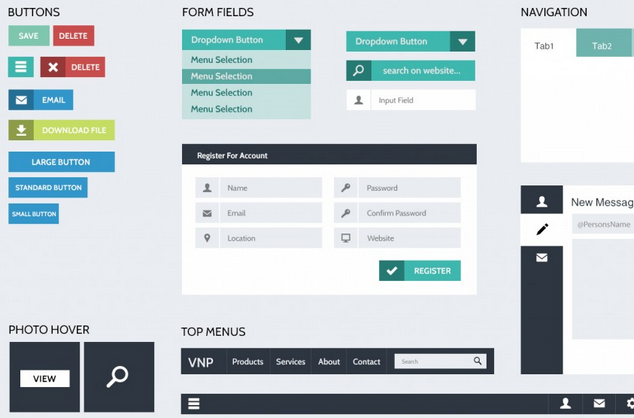 BUTTONS
SAVE
DELETE
DELETE
EMAIL
DOWNLOAD FILE
LARGE BUTTON
STANDARD BUTTON
SMALL BUTTON
FORM FIELDS
Dropdown Button
Menu Selection
Menu Selection
Menu Selection
Menu Selection
Dropdown Button
search on website...
Input Field
Register For Account
Name
Password
Email
Confirm Password
Location
Website
REGISTER
NAVIGATION
Tab1
Tab2
New Messag
@PersonsName
PHOTO HOVER
VIEW
TOP MENUS
VNP
Products
Services
About
Contact
Search